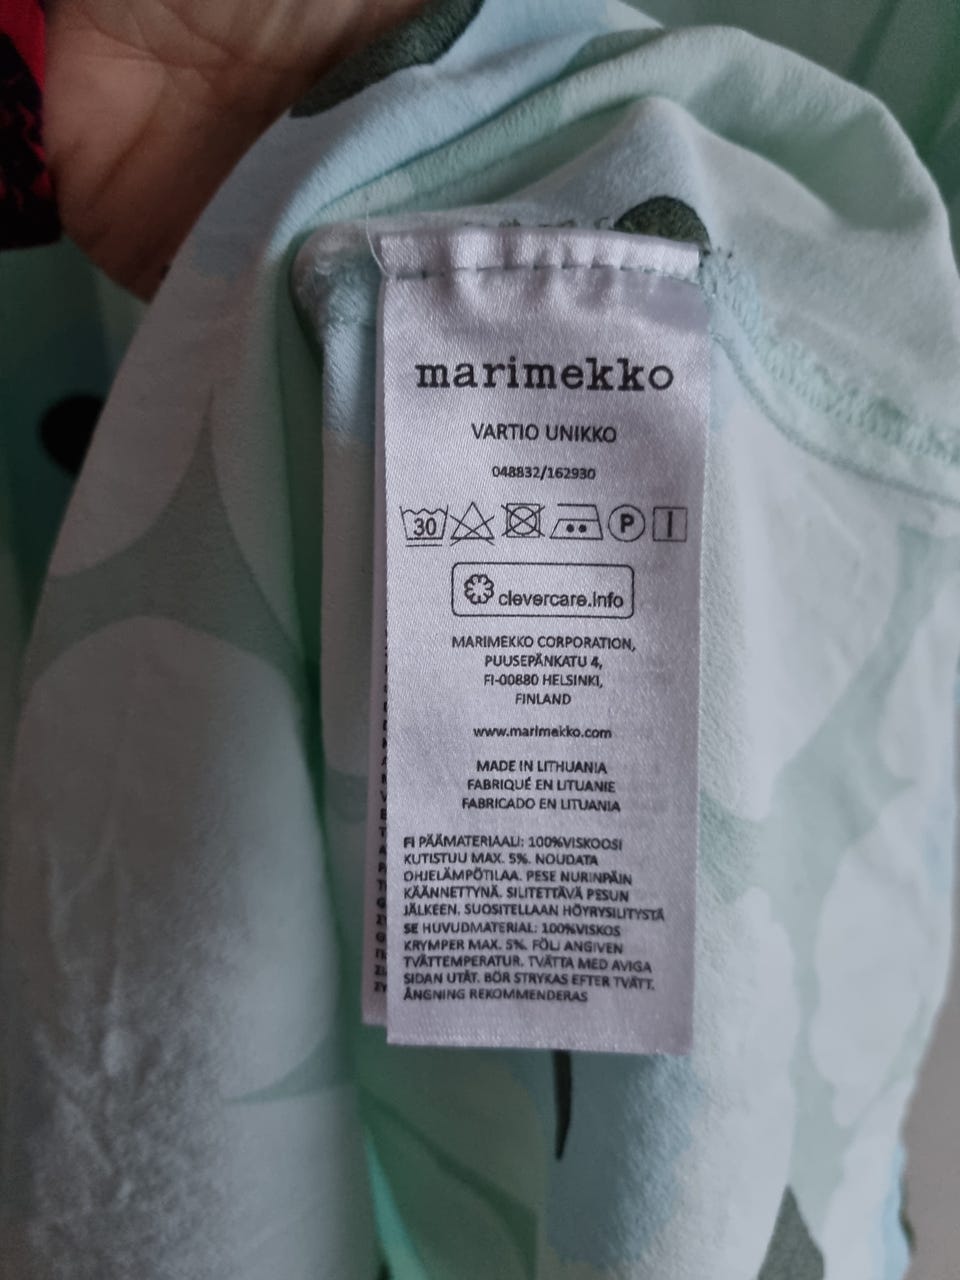 marimekko
VARTIO UNIKKO
048832/162930
30
P
clevercare.info
MARIMEKKO CORPORATION,
PUUSEPÄNKATU 4,
FI-00880 HELSINKI,
FINLAND
www.marimekko.com
MADE IN LITHUANIA
FABRIQUÉ EN LITUANIE
FABRICADO EN LITUANIA
FI PÄÄMATERIAALI: 100%VISKOOSI
KUTISTUU MAX. 5%. NOUDATA
OHJELÄMPÖTILAA. PESE NURINPÄIN
KÄÄNNETTYNÄ. SILITETTÄVÄ PESUN
JÄLKEEN. SUOSITELLAAN HÖYRYSILITYSTÄ
SE HUVUDMATERIAL: 100%VISKOS
KRYMPER MAX. 5%. FÖLJ ANGIVEN
TVÄTTEMPERATUR. TVÄTTA MED AVIGA
SIDAN UTÅT. BÖR STRYKAS EFTER TVÄTT.
ÅNGNING REKOMMENDERAS